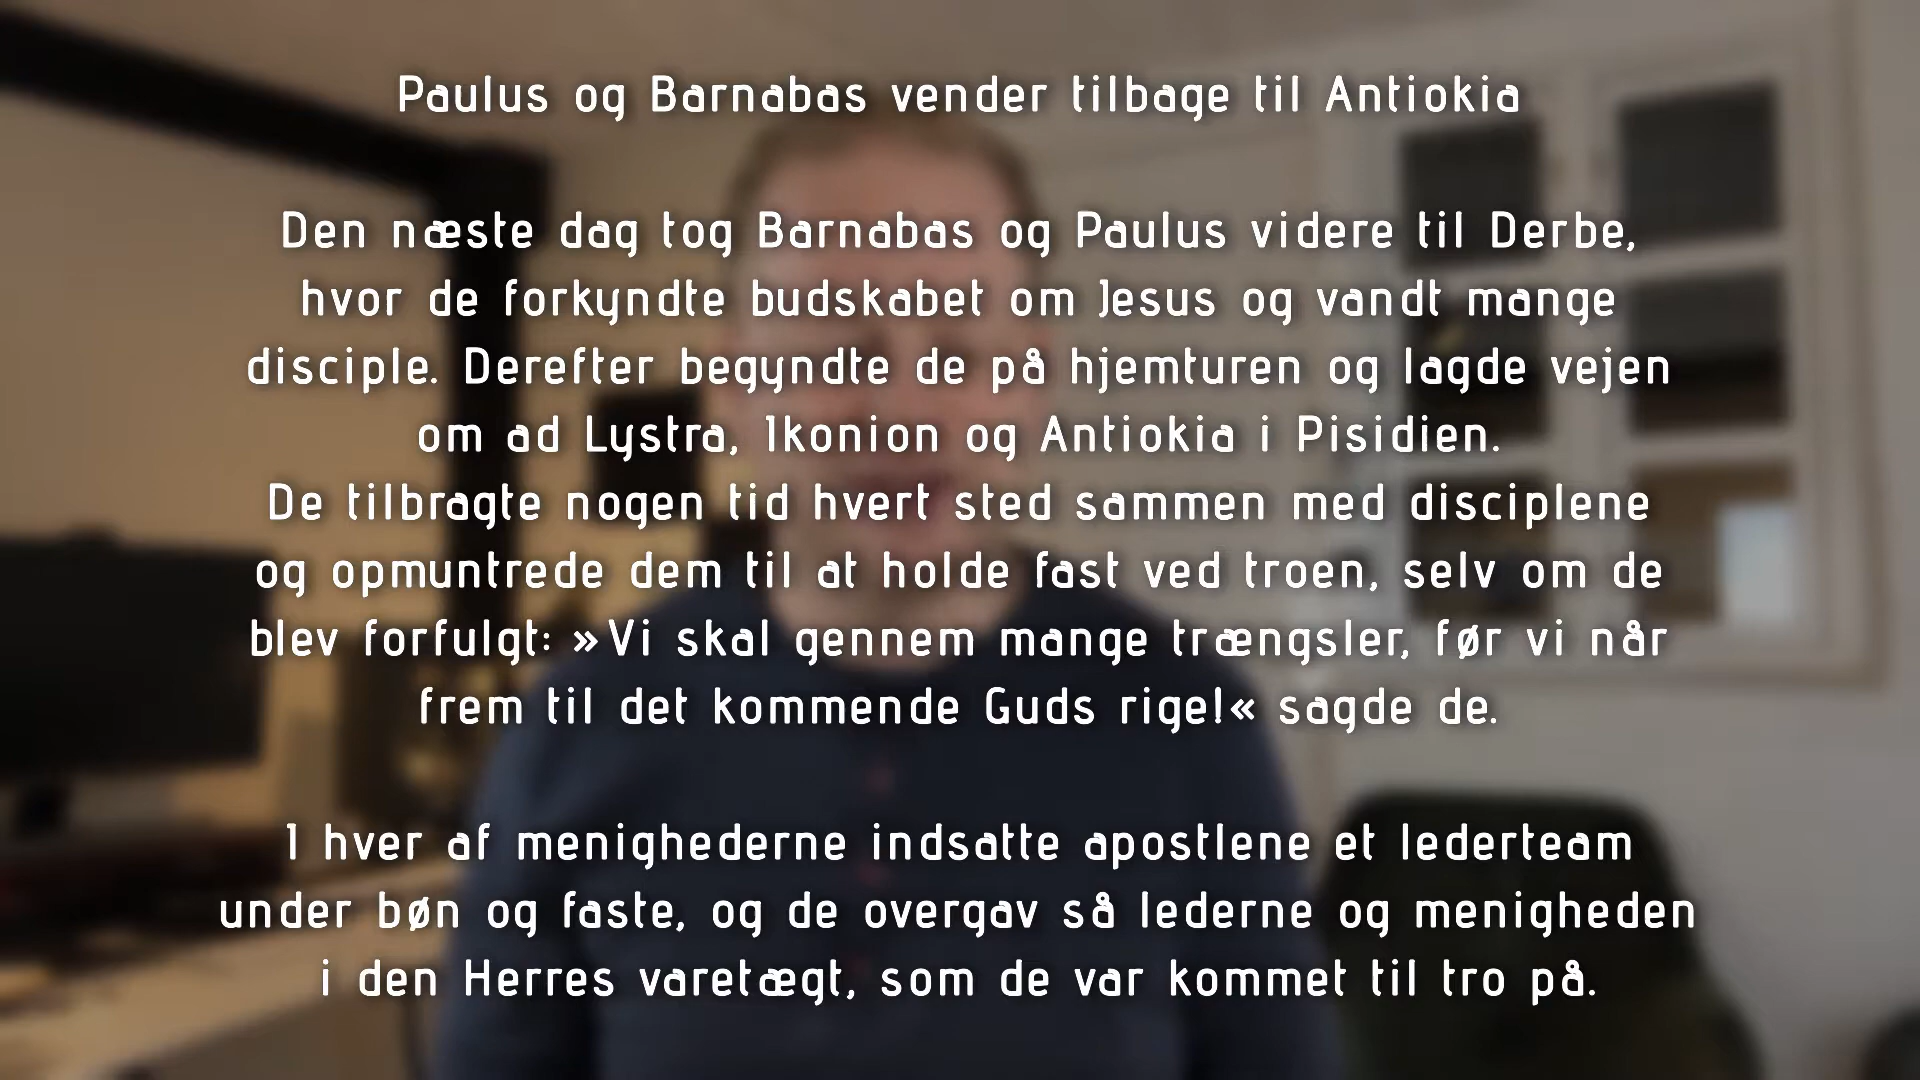 Paulus og Barnabas vender tilbage til Antiokia
Den næste dag tog Barnabas og Paulus videre til Derbe,
hvor de forkyndte budskabet om Jesus og vandt mange
disciple. Derefter begyndte de på hjemturen og lagde vejen
om ad Lystra, Ikonion og Antiokia i Pisidien.
De tilbragte nogen tid hvert sted sammen med disciplene
og opmuntrede dem til at holde fast ved troen, selv om de
blev forfulgt: »Vi skal gennem mange trængsler, før vi når
frem til det kommende Guds rige!« sagde de.
I hver af menighederne indsatte apostlene et lederteam
under bøn og faste, og de overgav så lederne og menigheden
i den Herres varetægt, som de var kommet til tro på.